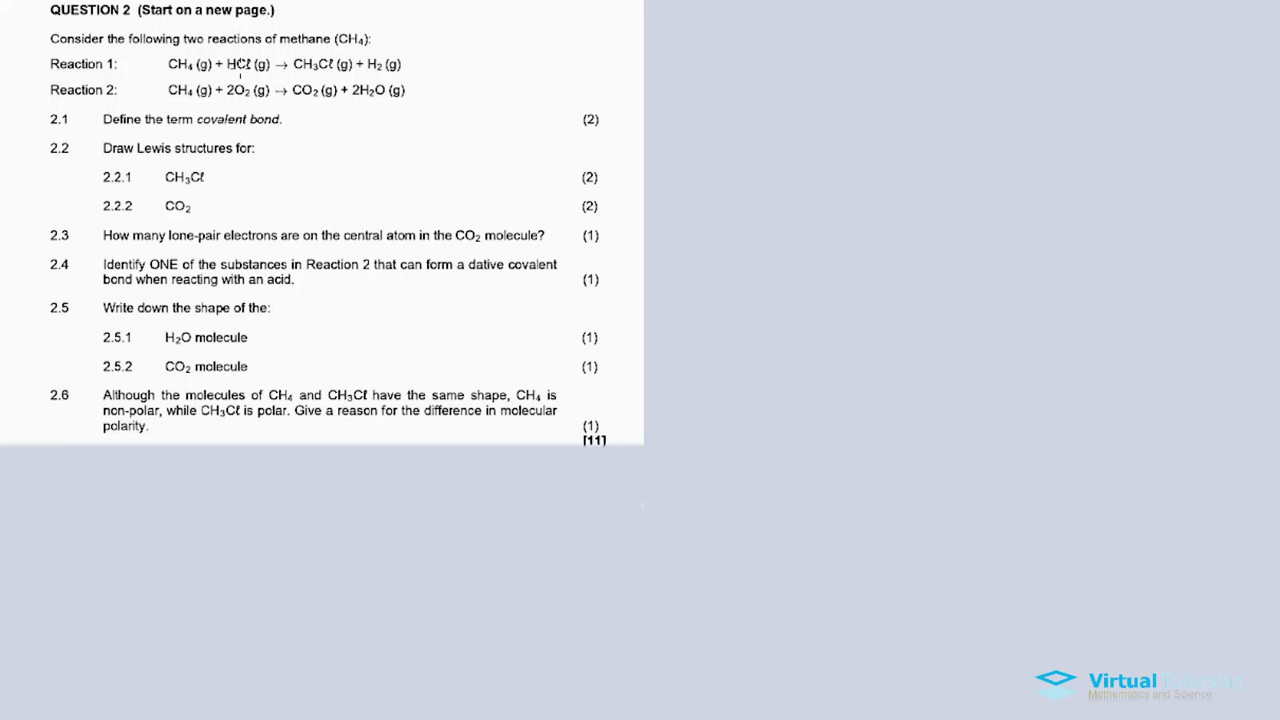 QUESTION 2 (Start on a new page.)
Consider the following two reactions of methane (CH₄):
Reaction 1: CH₄ (g) + HCℓ (g) → CH₃Cℓ (g) + H₂ (g)
Reaction 2: CH₄ (g) + 2O₂ (g) → CO₂ (g) + 2H₂O (g)
2.1 Define the term covalent bond. (2)
2.2 Draw Lewis structures for:
2.2.1 CH₃Cℓ (2)
2.2.2 CO₂ (2)
2.3 How many lone-pair electrons are on the central atom in the CO₂ molecule? (1)
2.4 Identify ONE of the substances in Reaction 2 that can form a dative covalent
bond when reacting with an acid. (1)
2.5 Write down the shape of the:
2.5.1 H₂O molecule (1)
2.5.2 CO₂ molecule (1)
2.6 Although the molecules of CH₄ and CH₃Cℓ have the same shape, CH₄ is
non-polar, while CH₃Cℓ is polar. Give a reason for the difference in molecular
polarity. (1)
[11]
Virtual
Mathematics and Science